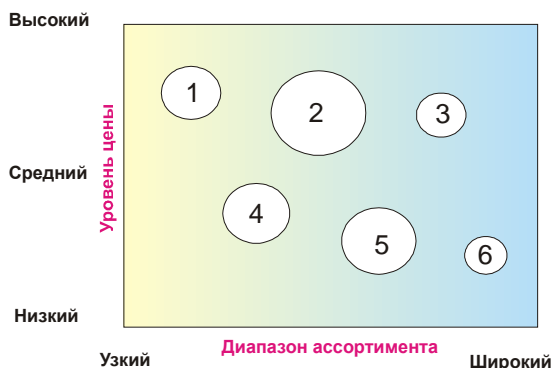 Высокий
Уровень цены
1
2
3
Средний
4
5
6
Низкий
Узкий
Диапазон ассортимента
Широкий